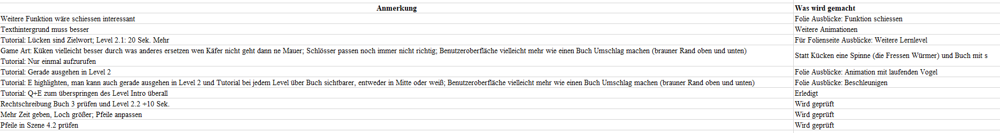 Anmerkung Was wird gemacht
Weitere Funktion wäre schiessen interessant Folie Ausblicke: Funktion schiessen
Texthintergrund muss besser Weitere Animationen
Tutorial: Lücken sind Zielwort; Level 2.1: 20 Sek. Mehr Für Folienseite Ausblicke: Weitere Lernlevel
Game Art: Küken vielleicht besser durch was anderes ersetzen wen Käfer nicht geht dann ne Mauer; Schlösser passen noch immer nicht richtig; Benutzeroberfläche vielleicht mehr wie einen Buch Umschlag machen (brauner Rand oben und unten)
Tutorial: Nur einmal aufzurufen
Statt Kücken eine Spinne (die Fressen Würmer) und Buch mit s
Tutorial: Gerade ausgehen in Level 2 Folie Ausblicke: Animation mit laufenden Vogel
Tutorial: E highlighten, man kann auch gerade ausgehen in Level 2 und Tutorial bei jedem Level über Buch sichtbarer, entweder in Mitte oder weiß; Benutzeroberfläche vielleicht mehr wie einen Buch Umschlag machen (brauner Rand oben und unten) Folie Ausblicke: Beschleunigen
Tutorial: Q+E zum überspringen des Level Intro überall Erledigt
Rechtschreibung Buch 3 prüfen und Level 2.2 +10 Sek. Wird geprüft
Mehr Zeit geben, Loch größer; Pfeile anpassen Wird geprüft
Pfeile in Szene 4.2 prüfen Wird geprüft